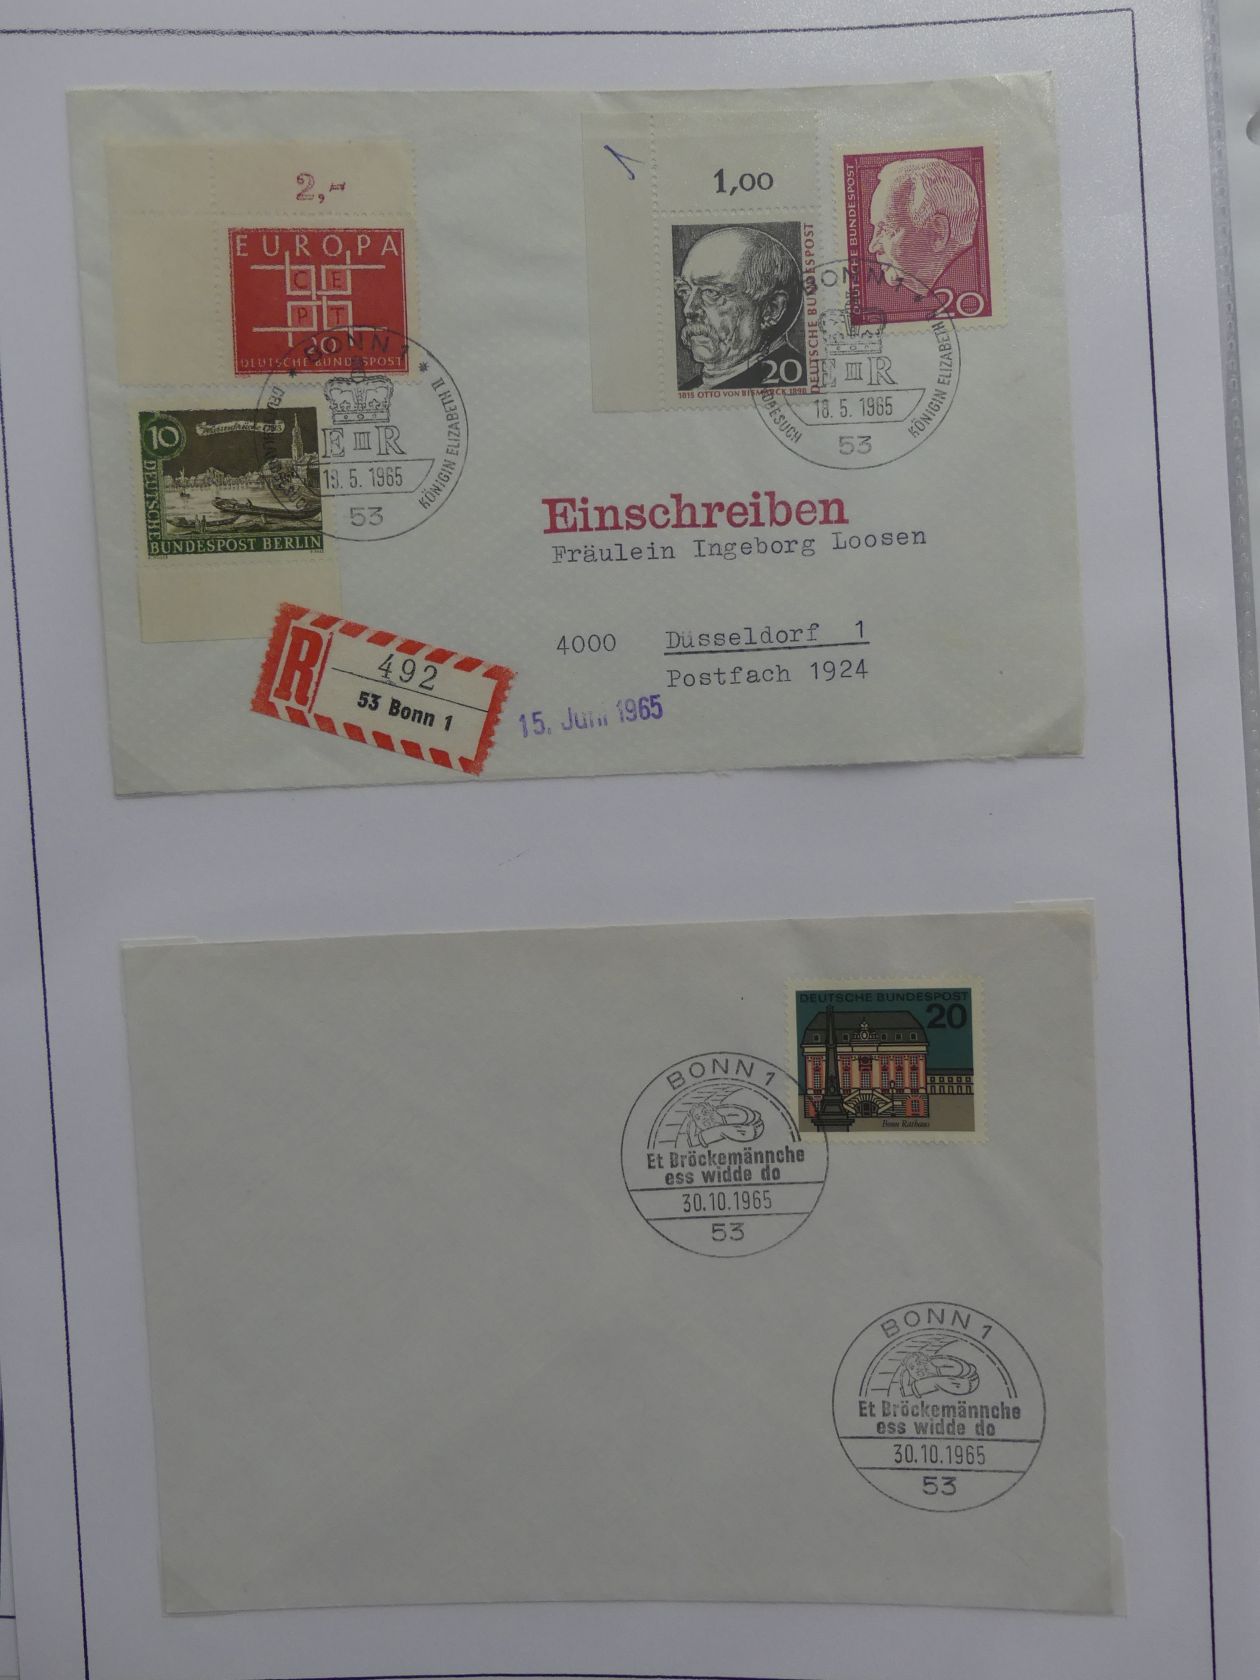 2,-
EUROPA
CEPT
20
DEUTSCHE BUNDESPOST
10
DEUTSCHE
BUNDESPOST BERLIN
BONN 1
E II R
18. 5. 1965
53
KÖNIGIN ELIZABETH II
1,00
DEUTSCHE BUNDESPOST
20
1815 OTTO VON BISMARCK 1898
DEUTSCHE BUNDESPOST
20
BONN 1
E II R
18. 5. 1965
53
KÖNIGIN ELIZABETH
Einschreiben
Fräulein Ingeborg Loosen
4000 Düsseldorf 1
Postfach 1924
R
492
53 Bonn 1
15. Juni 1965
DEUTSCHE BUNDESPOST
20
Bonn Rathaus
BONN 1
Et Bröckemännche
ess widde do
30.10.1965
53
BONN 1
Et Bröckemännche
ess widde do
30.10.1965
53